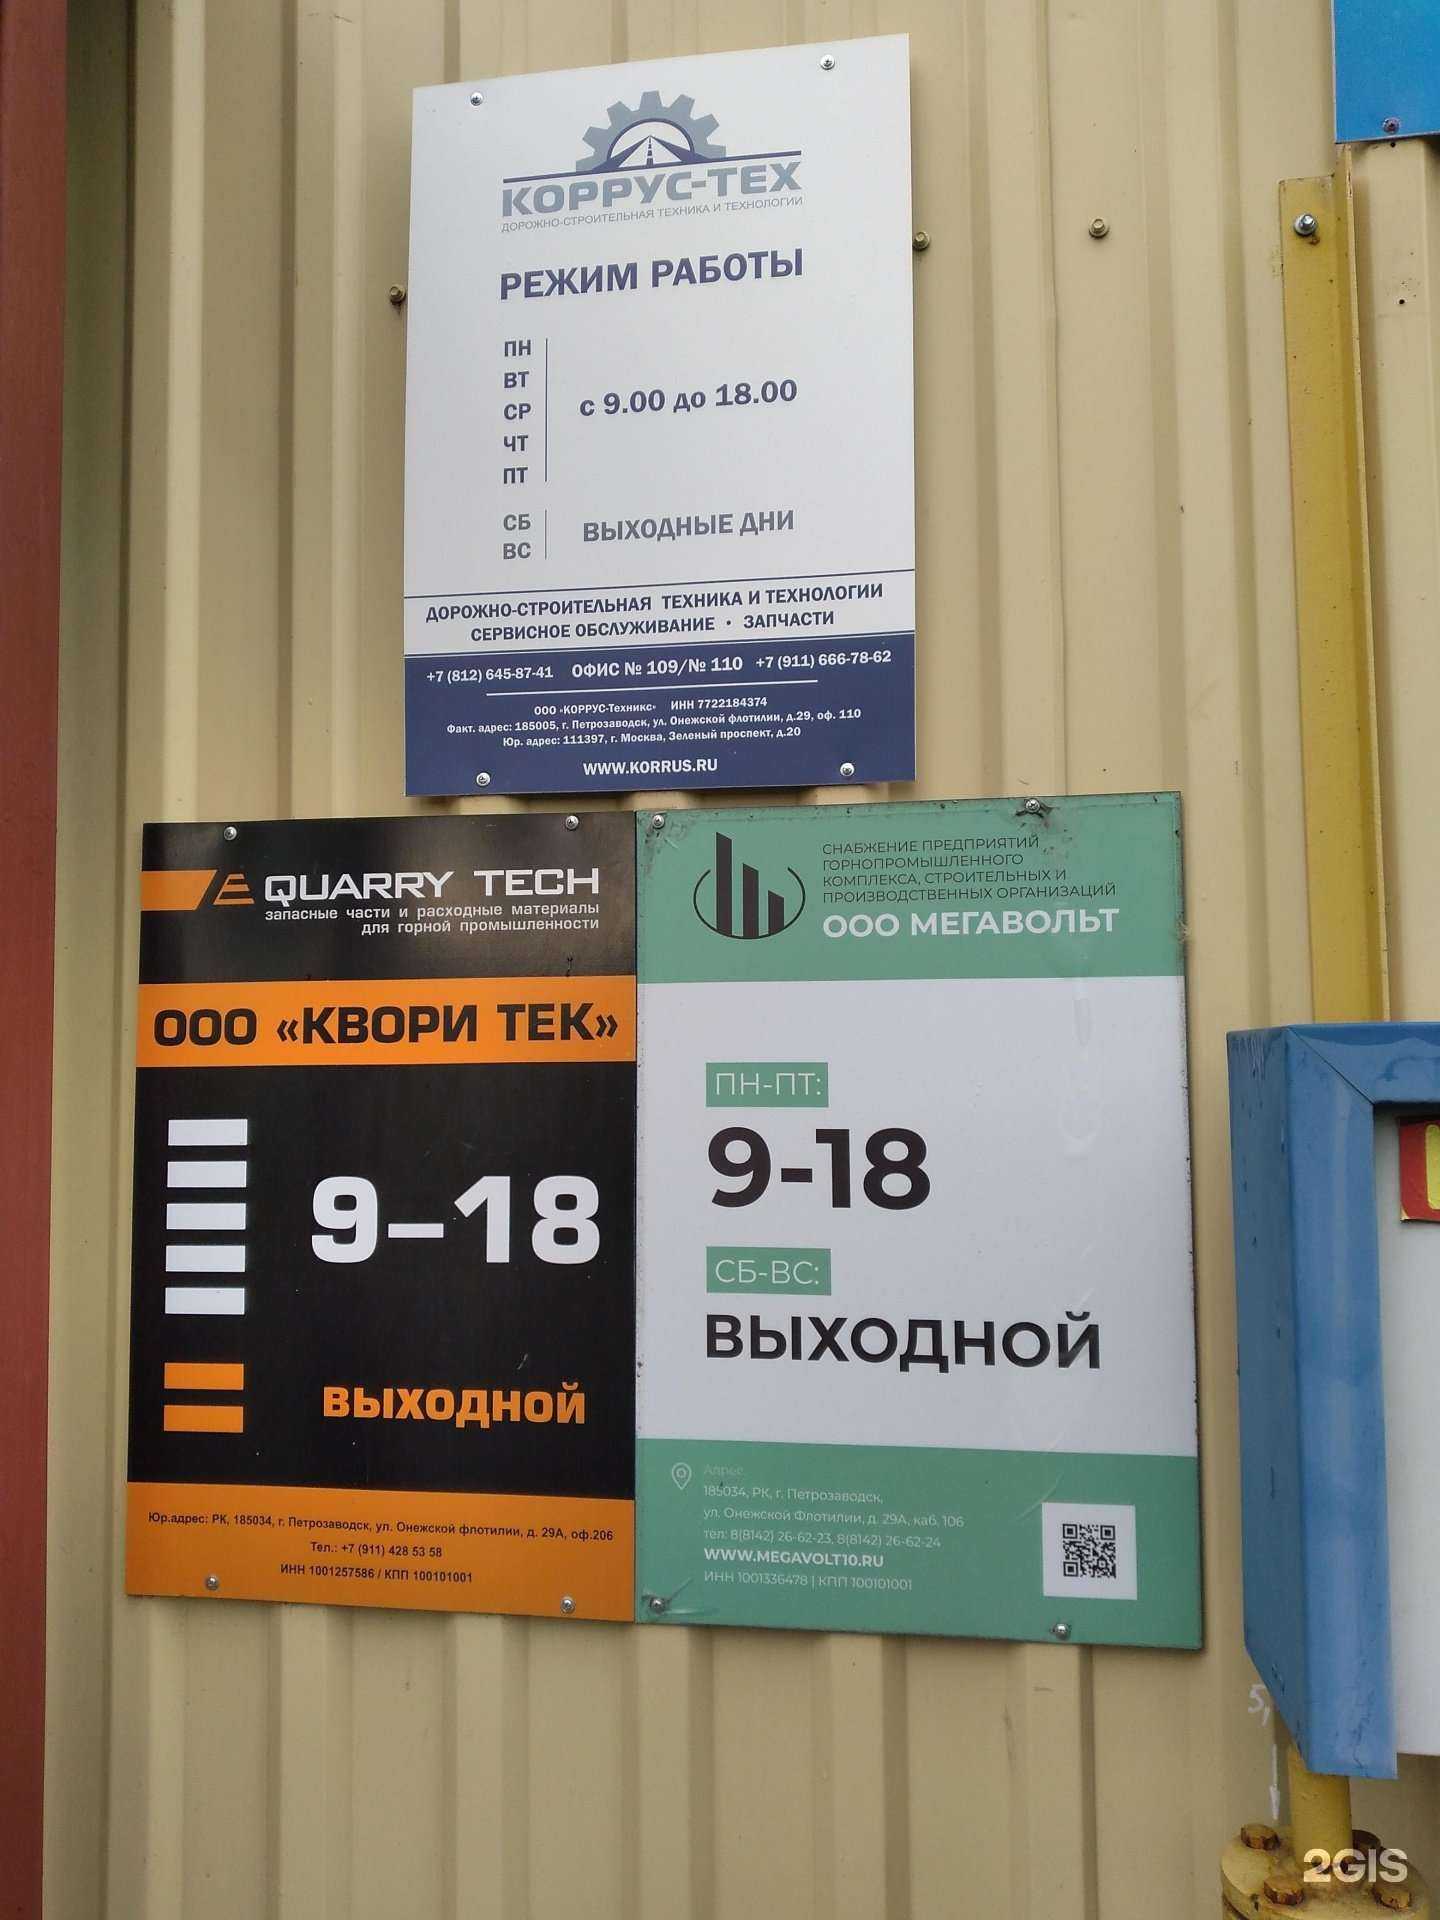 КОРРУС-ТЕХ
ДОРОЖНО-СТРОИТЕЛЬНАЯ ТЕХНИКА И ТЕХНОЛОГИИ
РЕЖИМ РАБОТЫ
ПН
ВТ
СР
ЧТ
ПТ
с 9.00 до 18.00
СБ
ВС
ВЫХОДНЫЕ ДНИ
ДОРОЖНО-СТРОИТЕЛЬНАЯ ТЕХНИКА И ТЕХНОЛОГИИ
СЕРВИСНОЕ ОБСЛУЖИВАНИЕ · ЗАПЧАСТИ
+7 (812) 645-87-41 ОФИС № 109/№ 110 +7 (911) 666-78-62
ООО «КОРРУС-Техникс» ИНН 7722184374
Факт. адрес: 185005, г. Петрозаводск, ул. Онежской флотилии, д.29, оф. 110
Юр. адрес: 111397, г. Москва, Зеленый проспект, д.20
WWW.KORRUS.RU
QUARRY TECH
запасные части и расходные материалы
для горной промышленности
ООО «КВОРИ ТЕК»
9-18
ВЫХОДНОЙ
Юр.адрес: РК, 185034, г. Петрозаводск, ул. Онежской флотилии, д. 29А, оф.206
Тел.: +7 (911) 428 53 58
ИНН 1001257586 / КПП 100101001
СНАБЖЕНИЕ ПРЕДПРИЯТИЙ
ГОРНОПРОМЫШЛЕННОГО
КОМПЛЕКСА, СТРОИТЕЛЬНЫХ И
ПРОИЗВОДСТВЕННЫХ ОРГАНИЗАЦИЙ
ООО МЕГАВОЛЬТ
ПН-ПТ:
9-18
СБ-ВС:
ВЫХОДНОЙ
Адрес:
185034, РК, г. Петрозаводск,
ул. Онежской Флотилии, д. 29А, каб. 106
тел: 8(8142) 26-62-23, 8(8142) 26-62-24
WWW.MEGAVOLT10.RU
ИНН 1001336478 | КПП 100101001
5,
2GIS